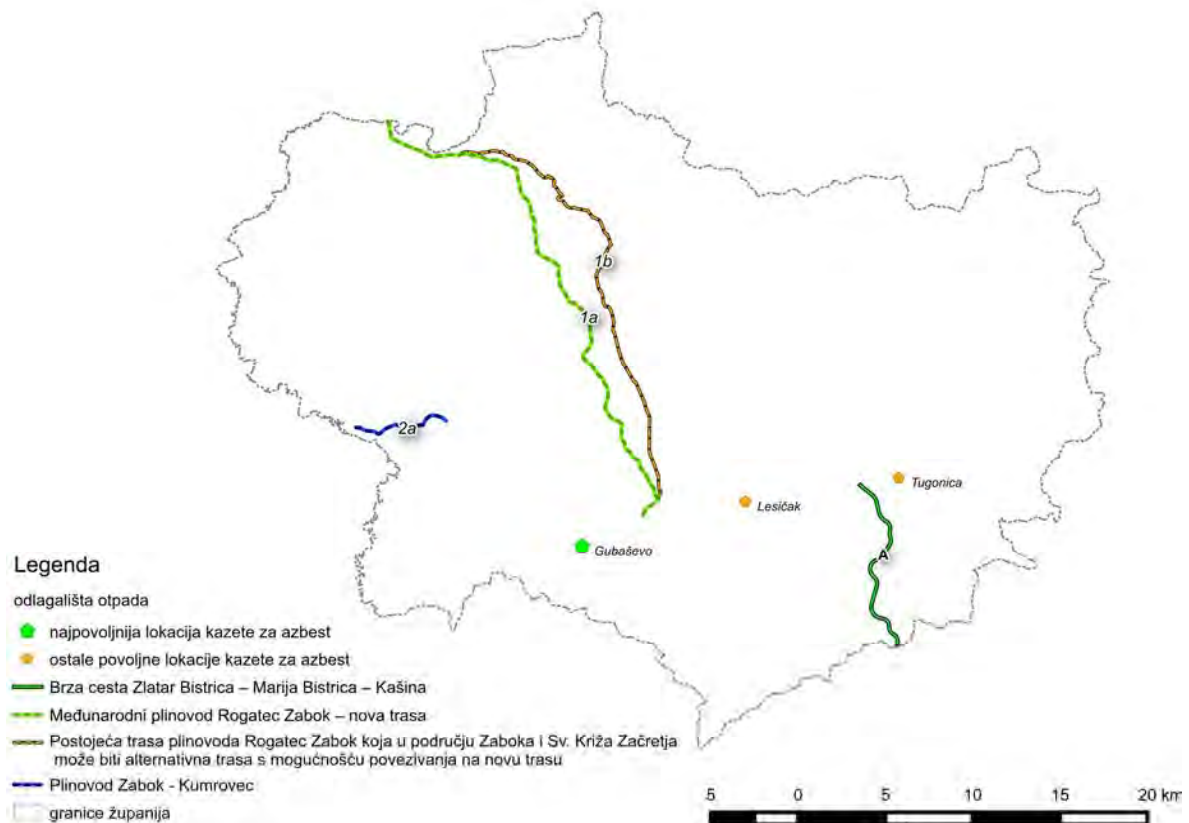 1b
1a
2a
Tugonica
Lesičak
Gubaševo
A
Legenda
odlagališta otpada
najpovoljnija lokacija kazete za azbest
ostale povoljne lokacije kazete za azbest
Brza cesta Zlatar Bistrica – Marija Bistrica – Kašina
Međunarodni plinovod Rogatec Zabok – nova trasa
Postojeća trasa plinovoda Rogatec Zabok koja u području Zaboka i Sv. Križa Začretja
može biti alternativna trasa s mogućnošču povezivanja na novu trasu
Plinovod Zabok - Kumrovec
granice županija
5 0 5 10 15 20 km